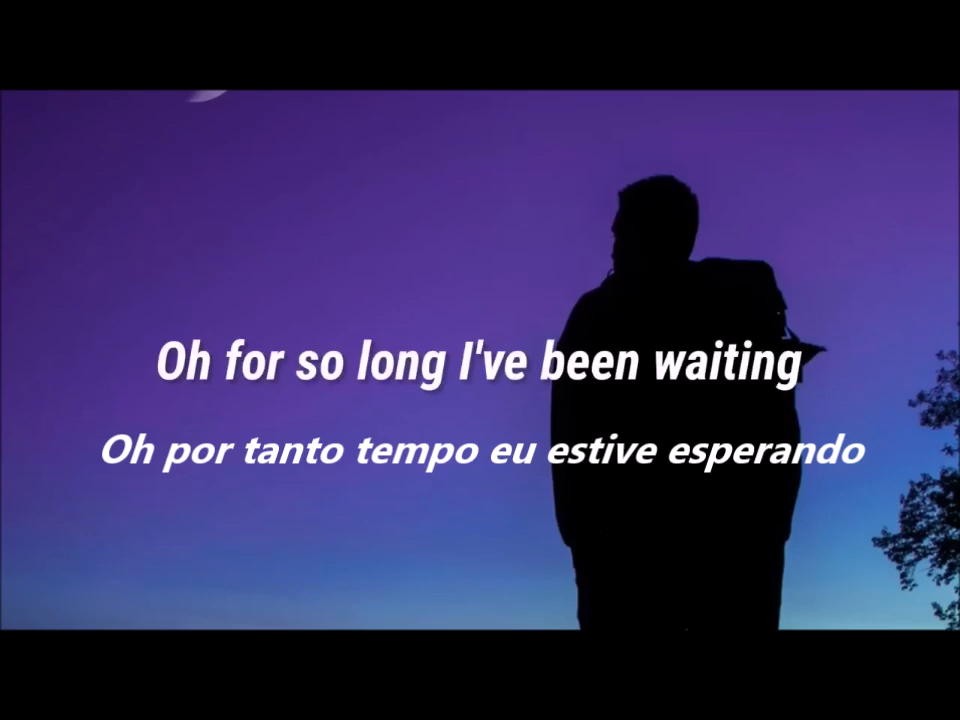 Oh for so long I've been waiting
Oh por tanto tempo eu estive esperando